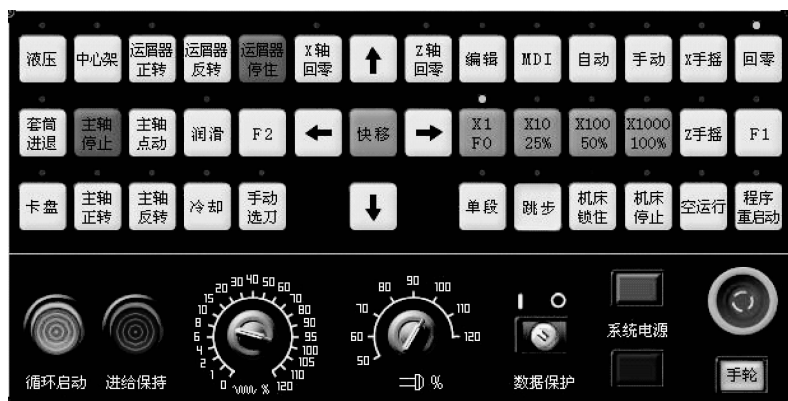 液压
中心架
运屑器
正转
运屑器
反转
运屑器
停住
X轴
回零
Z轴
回零
编辑
MDI
自动
手动
X手摇
回零
套筒
进退
主轴
停止
主轴
点动
润滑
F2
快移
X1
F0
X10
25%
X100
50%
X1000
100%
Z手摇
F1
卡盘
主轴
正转
主轴
反转
冷却
手动
选刀
单段
跳步
机床
锁住
机床
停止
空运行
程序
重启动
循环启动
进给保持
0
1
2
4
6
8
10
15
20
30
40
50
60
70
80
90
95
100
105
110
120
%
50
60
70
80
90
100
110
120
%
I O
数据保护
系统电源
手轮